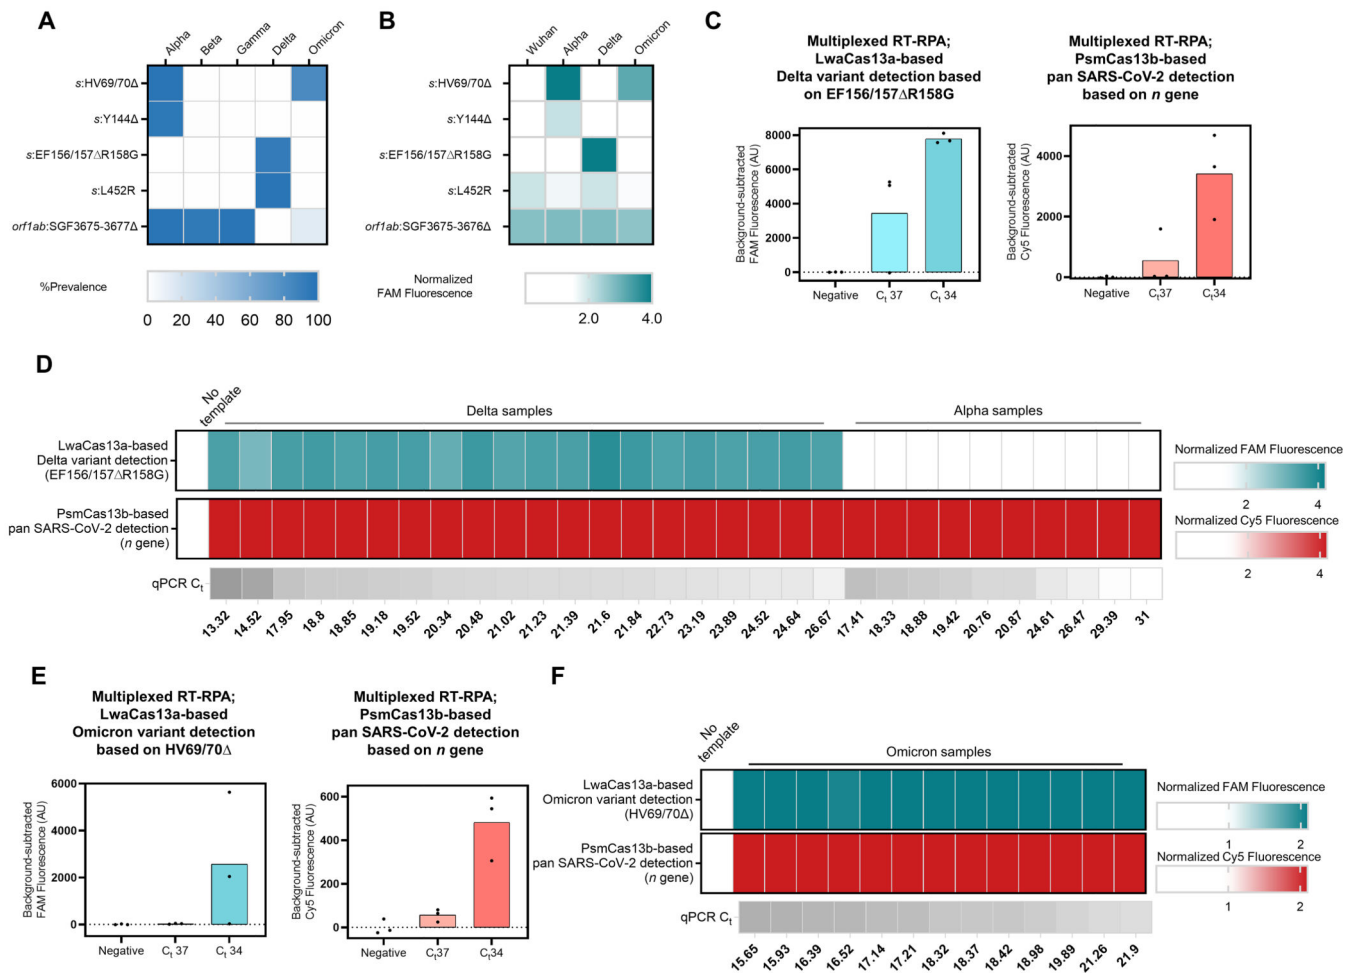 A
Alpha
Beta
Gamma
Delta
Omicron
s:HV69/70Δ
s:Y144Δ
s:EF156/157ΔR158G
s:L452R
orf1ab:SGF3675-3677Δ
%Prevalence
0 20 40 60 80 100
B
Wuhan
Alpha
Delta
Omicron
s:HV69/70Δ
s:Y144Δ
s:EF156/157ΔR158G
s:L452R
orf1ab:SGF3675-3676Δ
Normalized
FAM Fluorescence
2.0 4.0
C
Multiplexed RT-RPA;
LwaCas13a-based
Delta variant detection based
on EF156/157ΔR158G
Background-subtracted
FAM Fluorescence (AU)
8000
6000
4000
2000
0
Negative Ct 37 Ct 34
Multiplexed RT-RPA;
PsmCas13b-based
pan SARS-CoV-2 detection
based on n gene
Background-subtracted
Cy5 Fluorescence (AU)
4000
2000
0
Negative Ct37 Ct34
D
No
template
Delta samples
Alpha samples
LwaCas13a-based
Delta variant detection
(EF156/157ΔR158G)
PsmCas13b-based
pan SARS-CoV-2 detection
(n gene)
qPCR Ct
13.32 14.52 17.95 18.8 18.85 19.18 19.52 20.34 20.48 21.02 21.23 21.39 21.6 21.84 22.73 23.19 23.89 24.52 24.64 26.67 17.41 18.33 18.88 19.42 20.76 20.87 24.61 26.47 29.39 31
Normalized FAM Fluorescence
2 4
Normalized Cy5 Fluorescence
2 4
E
Multiplexed RT-RPA;
LwaCas13a-based
Omicron variant detection
based on HV69/70Δ
Background-subtracted
FAM Fluorescence (AU)
6000
4000
2000
0
Negative Ct 37 Ct 34
Multiplexed RT-RPA;
PsmCas13b-based
pan SARS-CoV-2 detection
based on n gene
Background-subtracted
Cy5 Fluorescence (AU)
600
400
200
0
Negative Ct37 Ct34
F
No
template
Omicron samples
LwaCas13a-based
Omicron variant detection
(HV69/70Δ)
PsmCas13b-based
pan SARS-CoV-2 detection
(n gene)
qPCR Ct
15.65 15.93 16.39 16.52 17.14 17.21 18.32 18.37 18.42 18.98 19.89 21.26 21.9
Normalized FAM Fluorescence
1 2
Normalized Cy5 Fluorescence
1 2